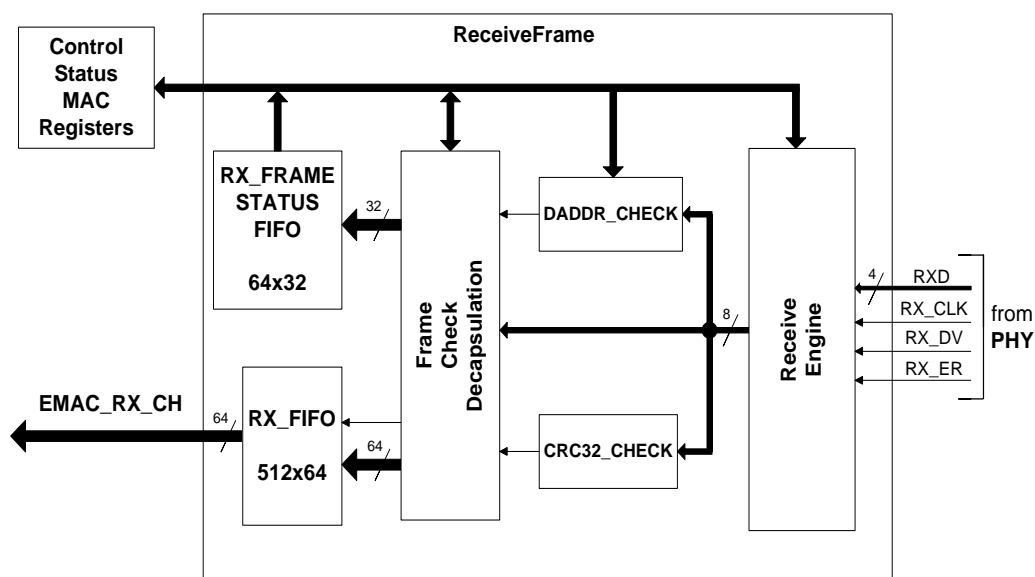 ReceiveFrame
Control
Status
MAC
Registers
RX_FRAME
STATUS
FIFO
64x32
32
Frame
Check
Decapsulation
DADDR_CHECK
8
Receive
Engine
4
RXD
RX_CLK
RX_DV
RX_ER
from
PHY
EMAC_RX_CH
64
RX_FIFO
512x64
64
CRC32_CHECK